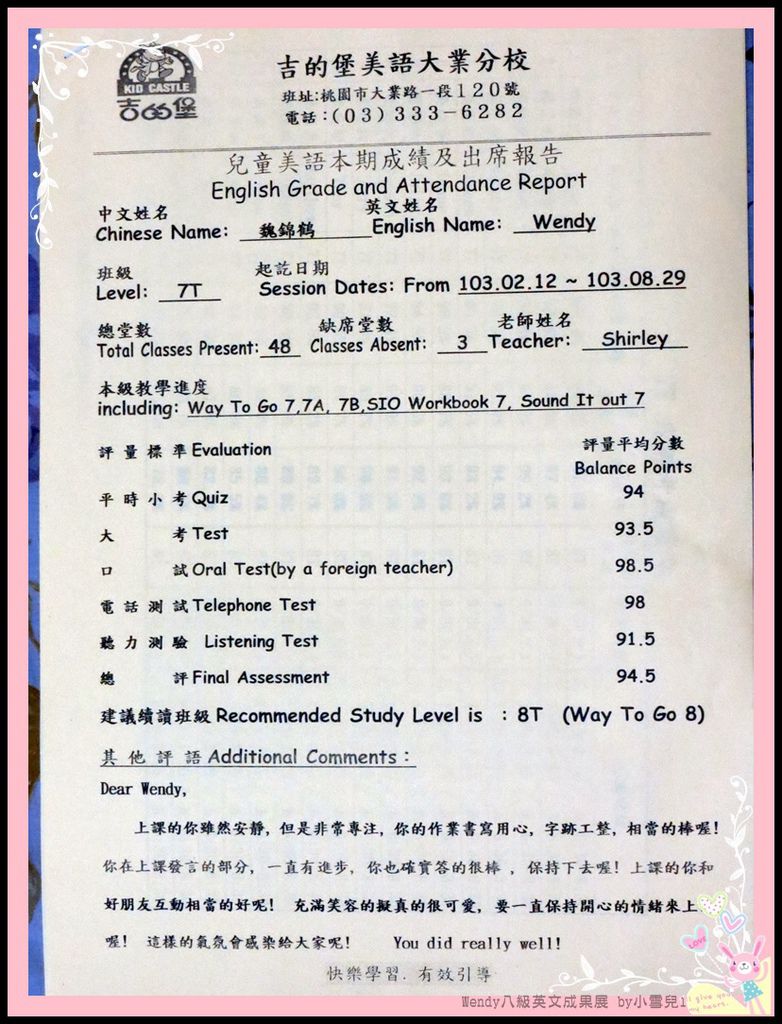 KID CASTLE
吉的堡
吉的堡美語大業分校
班址:桃園市大業路一段120號
電話:(03)333-6282
兒童美語本期成績及出席報告
English Grade and Attendance Report
中文姓名 英文姓名
Chinese Name: 魏錦鶴 English Name: Wendy
班級 起訖日期
Level: 7T Session Dates: From 103.02.12 ~ 103.08.29
總堂數 缺席堂數 老師姓名
Total Classes Present: 48 Classes Absent: 3 Teacher: Shirley
本級教學進度
including: Way To Go 7,7A, 7B,SIO Workbook 7, Sound It out 7
評量標準 Evaluation 評量平均分數
Balance Points
平時小考 Quiz 94
大考 Test 93.5
口試 Oral Test(by a foreign teacher) 98.5
電話測試 Telephone Test 98
聽力測驗 Listening Test 91.5
總評 Final Assessment 94.5
建議續讀班級 Recommended Study Level is : 8T (Way To Go 8)
其他評語 Additional Comments:
Dear Wendy,
上課的你雖然安靜, 但是非常專注, 你的作業書寫用心, 字跡工整, 相當的棒喔!
你在上課發言的部分, 一直有進步, 你也確實答的很棒 , 保持下去喔! 上課的你和
好朋友互動相當的好呢! 充滿笑容的擬真的很可愛, 要一直保持開心的情緒來上
喔! 這樣的氣氛會感染給大家呢! You did really well!
快樂學習. 有效引導
LOVE
I give you
my heart.
Wendy八級英文成果展 by小雪兒